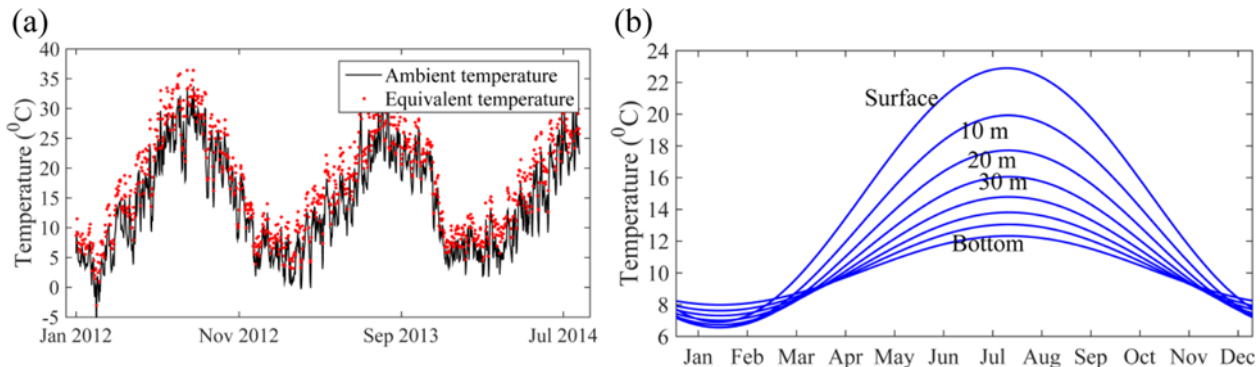 (a)
Temperature (⁰C)
40
35
30
25
20
15
10
5
0
-5
Jan 2012 Nov 2012 Sep 2013 Jul 2014
Ambient temperature
Equivalent temperature
(b)
Temperature (⁰C)
24
22
20
18
16
14
12
10
8
6
Surface
10 m
20 m
30 m
Bottom
Jan Feb Mar Apr May Jun Jul Aug Sep Oct Nov Dec